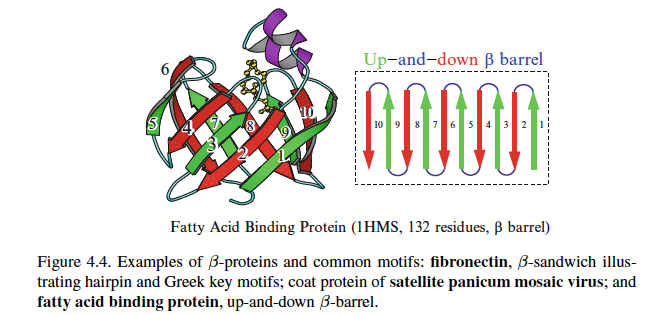 Up–and–down β barrel
6
5
4
7
3
8
2
10
9
1
10 9 8 7 6 5 4 3 2 1
Fatty Acid Binding Protein (1HMS, 132 residues, β barrel)
Figure 4.4. Examples of β-proteins and common motifs: fibronectin, β-sandwich illus-
trating hairpin and Greek key motifs; coat protein of satellite panicum mosaic virus; and
fatty acid binding protein, up-and-down β-barrel.